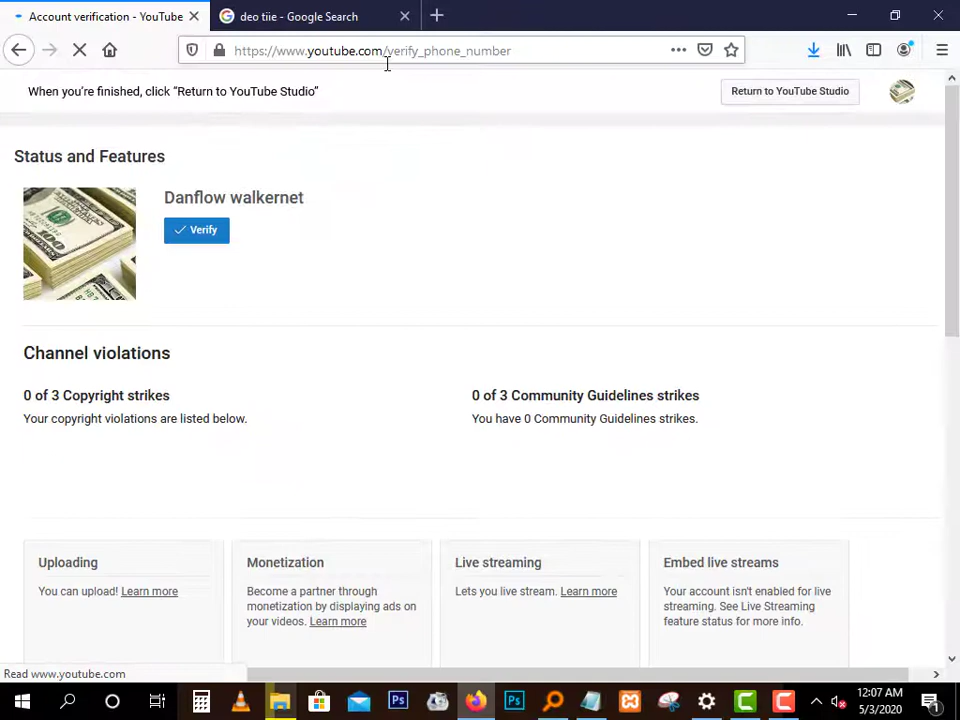 Account verification - YouTube
deo tiie - Google Search
https://www.youtube.com/verify_phone_number
When you're finished, click “Return to YouTube Studio”
Return to YouTube Studio
Status and Features
Danflow walkernet
Verify
Channel violations
0 of 3 Copyright strikes
0 of 3 Community Guidelines strikes
Your copyright violations are listed below.
You have 0 Community Guidelines strikes.
Uploading
Monetization
Live streaming
Embed live streams
You can upload! Learn more
Become a partner through
monetization by displaying ads on
your videos. Learn more
Lets you live stream. Learn more
Your account isn't enabled for live
streaming. See Live Streaming
feature status for more info.
Read www.youtube.com
Ps
Ps
12:07 AM
5/3/2020
1